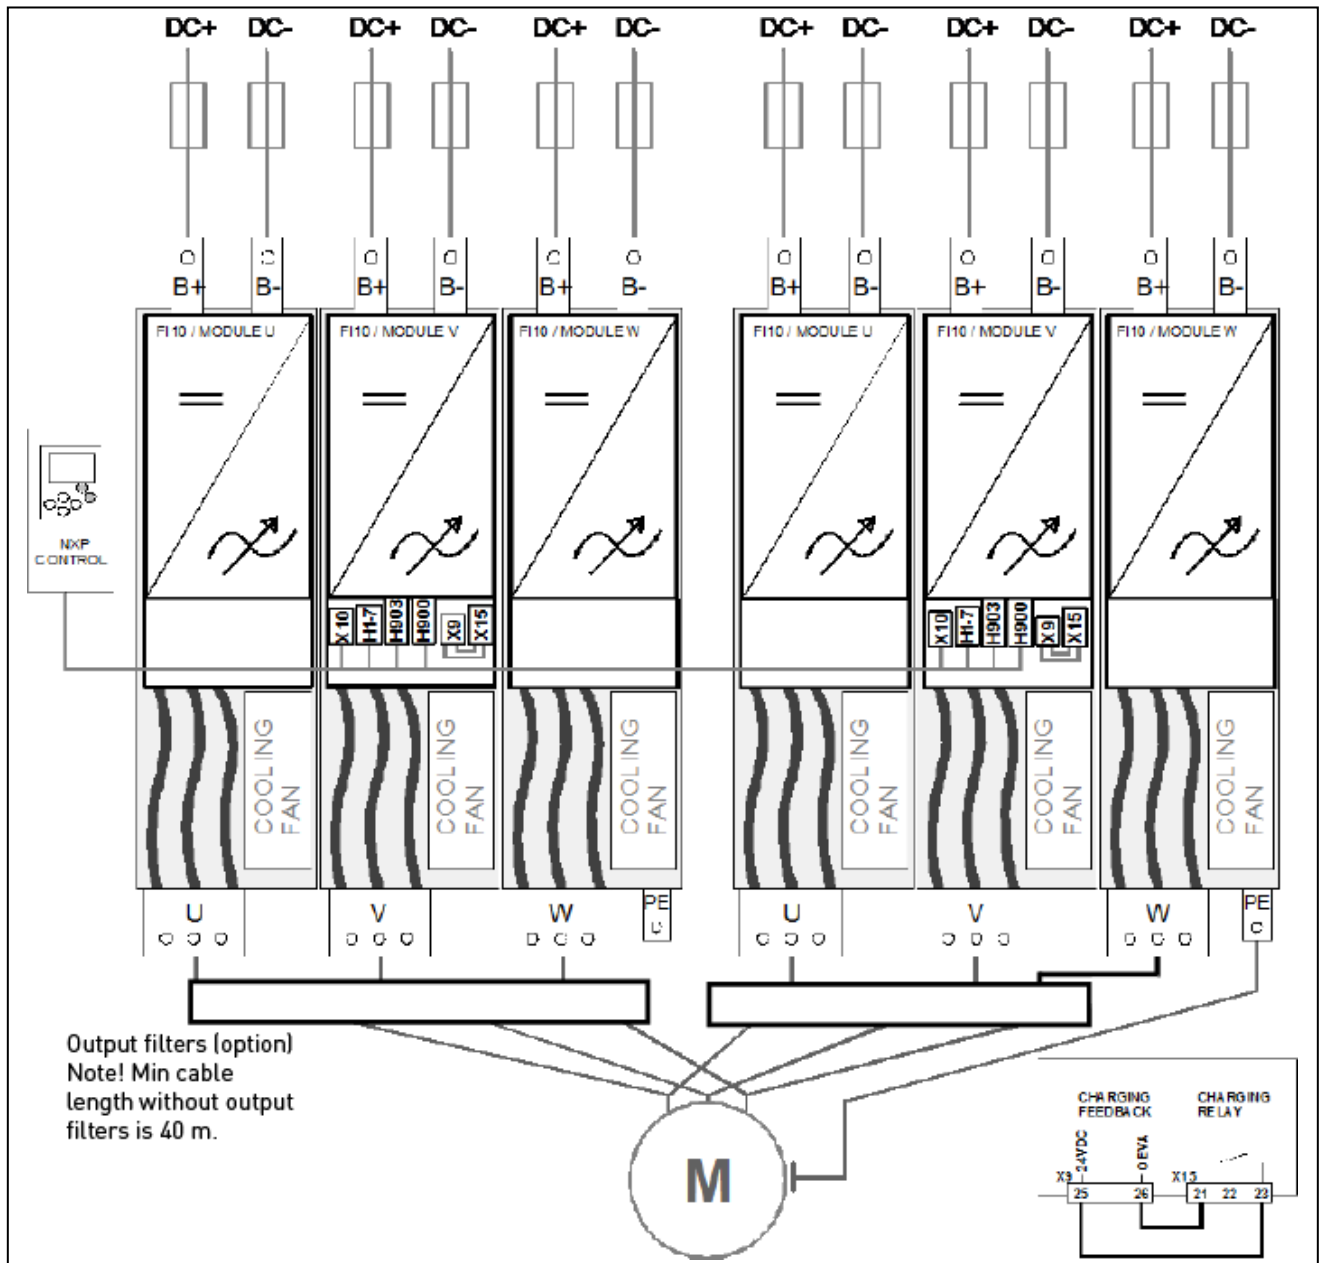 DC+ DC- DC+ DC- DC+ DC- DC+ DC- DC+ DC- DC+ DC-
B+ B- B+ B- B+ B- B+ B- B+ B- B+ B-
FI10 / MODULE U FI10 / MODULE V FI10 / MODULE W FI10 / MODULE U FI10 / MODULE V FI10 / MODULE W
NXP
CONTROL
X10 H1-7 H903 H900 X9 X15
X10 H1-7 H903 H900 X9 X15
COOLING
FAN
COOLING
FAN
COOLING
FAN
COOLING
FAN
COOLING
FAN
COOLING
FAN
U V W PE U V W PE
Output filters (option)
Note! Min cable
length without output
filters is 40 m.
M
CHARGING
FEEDBACK
CHARGING
RELAY
24VDC
X9 X15
25 26 21 22 23